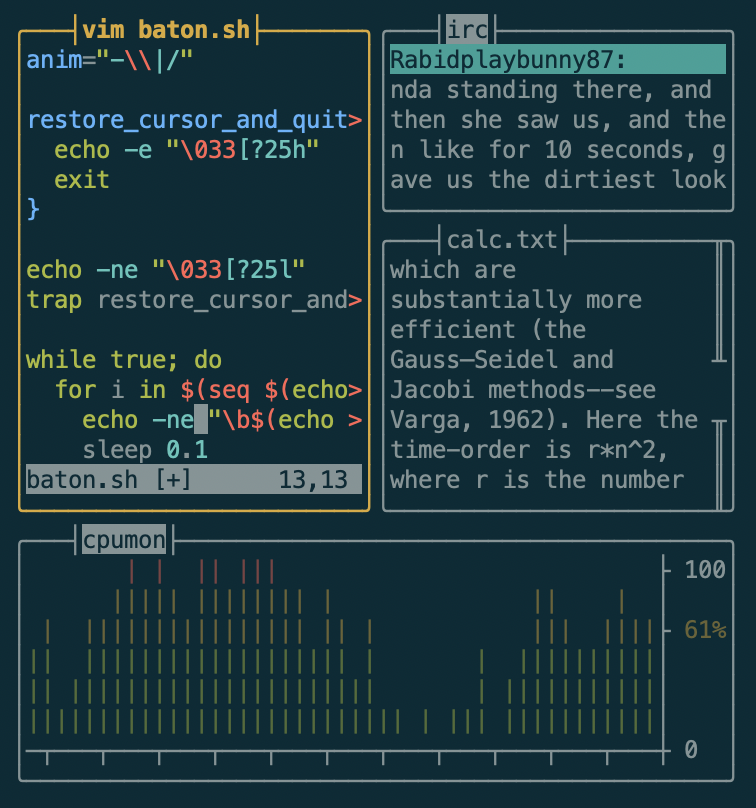 vim baton.sh
anim="-\\|/"
restore_cursor_and_quit>
echo -e "\033[?25h"
exit
}
echo -ne "\033[?25l"
trap restore_cursor_and>
while true; do
for i in $(seq $(echo>
echo -ne "\b$(echo >
sleep 0.1
baton.sh [+] 13,13
irc
Rabidplaybunny87:
nda standing there, and
then she saw us, and the
n like for 10 seconds, g
ave us the dirtiest look
calc.txt
which are
substantially more
efficient (the
Gauss—Seidel and
Jacobi methods--see
Varga, 1962). Here the
time-order is r*n^2,
where r is the number
cpumon
100
61%
0